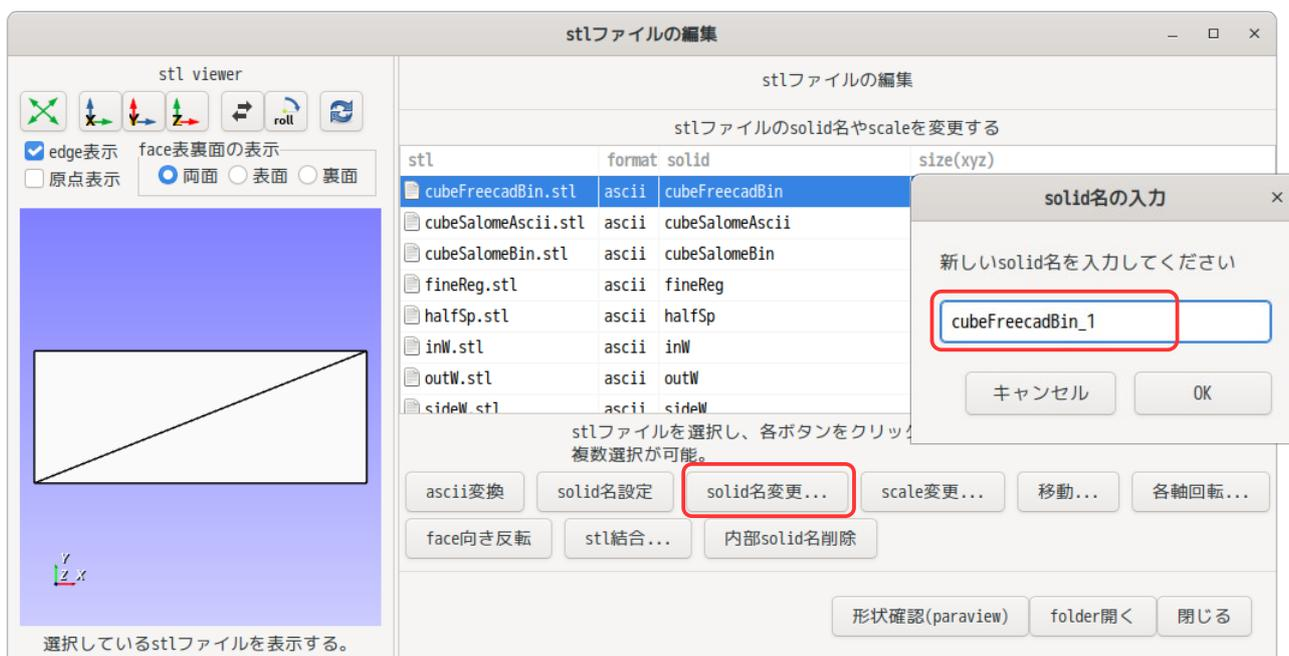 stlファイルの編集
stl viewer
X Y Z roll
edge表示
原点表示
face表裏面の表示
両面 表面 裏面
Y
Z X
選択しているstlファイルを表示する。
stlファイルの編集
stlファイルのsolid名やscaleを変更する
stl format solid size(xyz)
cubeFreecadBin.stl ascii cubeFreecadBin
cubeSalomeAscii.stl ascii cubeSalomeAscii
cubeSalomeBin.stl ascii cubeSalomeBin
fineReg.stl ascii fineReg
halfSp.stl ascii halfSp
inW.stl ascii inW
outW.stl ascii outW
sideW.stl ascii sideW
solid名の入力
新しいsolid名を入力してください
cubeFreecadBin_1
キャンセル OK
stlファイルを選択し、各ボタンをクリック
複数選択が可能。
ascii変換 solid名設定 solid名変更... scale変更... 移動... 各軸回転...
face向き反転 stl結合... 内部solid名削除
形状確認(paraview) folder開く 閉じる